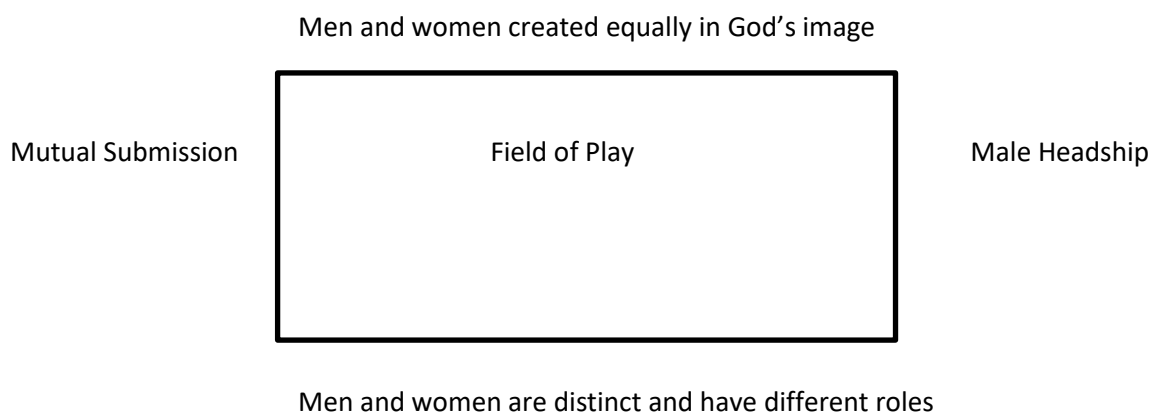 Men and women created equally in God’s image
Mutual Submission
Field of Play
Male Headship
Men and women are distinct and have different roles